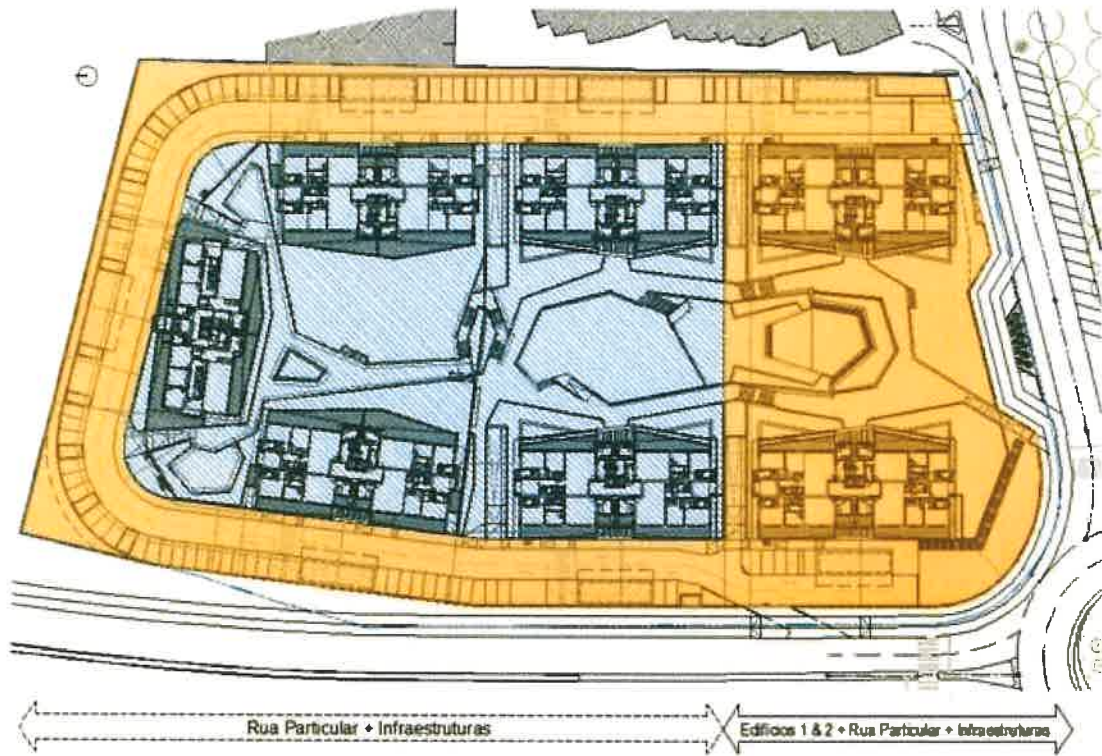 Rua Particular + Infraestruturas
Edifícios 1 & 2 + Rua Particular + Infraestruturas